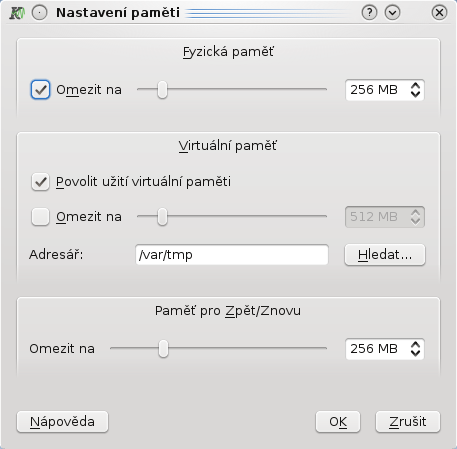 Nastavení paměti
Fyzická paměť
Omezit na 256 MB
Virtuální paměť
Povolit užití virtuální paměti
Omezit na 512 MB
Adresář: /var/tmp Hledat...
Paměť pro Zpět/Znovu
Omezit na 256 MB
Nápověda OK Zrušit